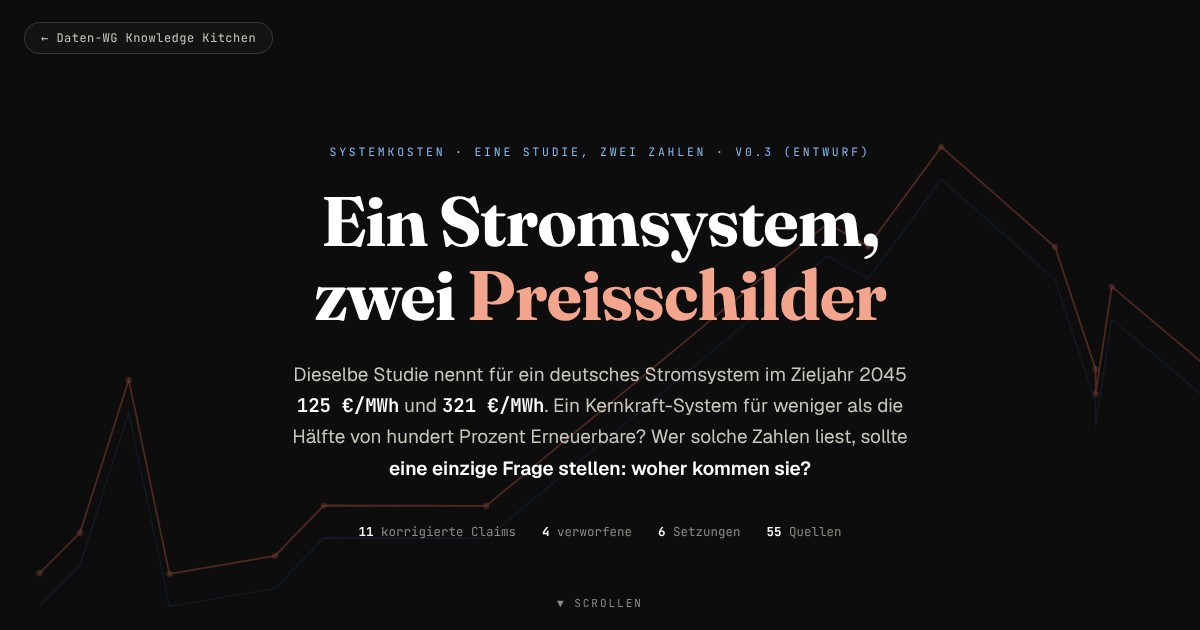 ← Daten-WG Knowledge Kitchen
SYSTEMKOSTEN · EINE STUDIE, ZWEI ZAHLEN · V0.3 (ENTWURF)
Ein Stromsystem,
zwei Preisschilder
Dieselbe Studie nennt für ein deutsches Stromsystem im Zieljahr 2045
125 €/MWh und 321 €/MWh. Ein Kernkraft-System für weniger als die
Hälfte von hundert Prozent Erneuerbare? Wer solche Zahlen liest, sollte
eine einzige Frage stellen: woher kommen sie?
11 korrigierte Claims 4 verworfene 6 Setzungen 55 Quellen
▼ SCROLLEN